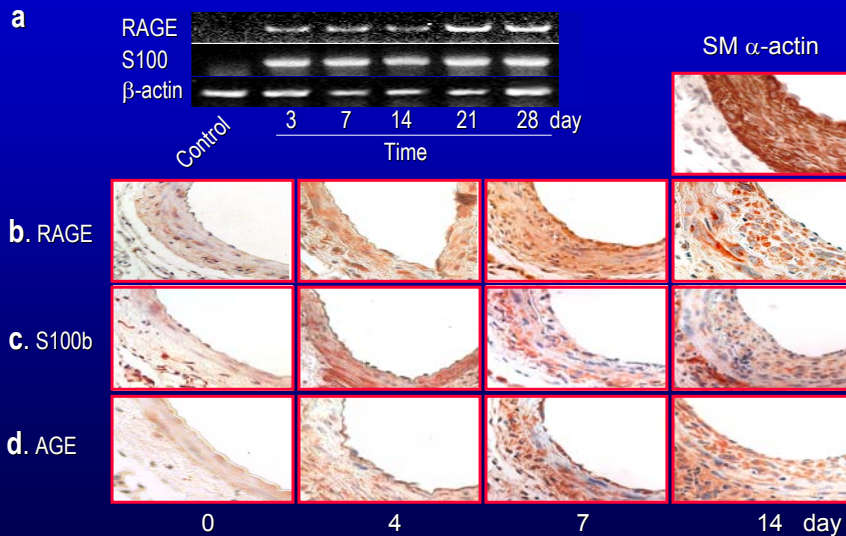 a
RAGE
S100
β-actin
Control
3 7 14 21 28 day
Time
SM α-actin
b. RAGE
c. S100b
d. AGE
0 4 7 14 day